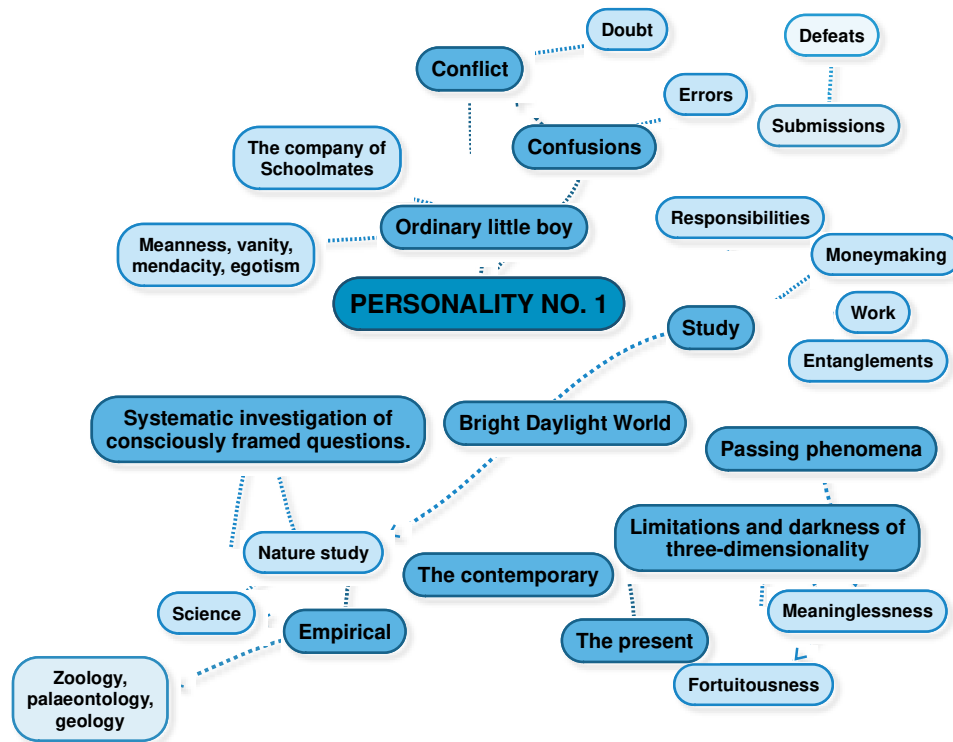 Doubt
Defeats
Conflict
Errors
Submissions
Confusions
The company of
Schoolmates
Responsibilities
Ordinary little boy
Meanness, vanity,
mendacity, egotism
Moneymaking
PERSONALITY NO. 1
Work
Study
Entanglements
Systematic investigation of
consciously framed questions.
Bright Daylight World
Passing phenomena
Limitations and darkness of
three-dimensionality
Nature study
The contemporary
Science
Meaninglessness
Empirical
The present
Zoology,
palaeontology,
geology
Fortuitousness